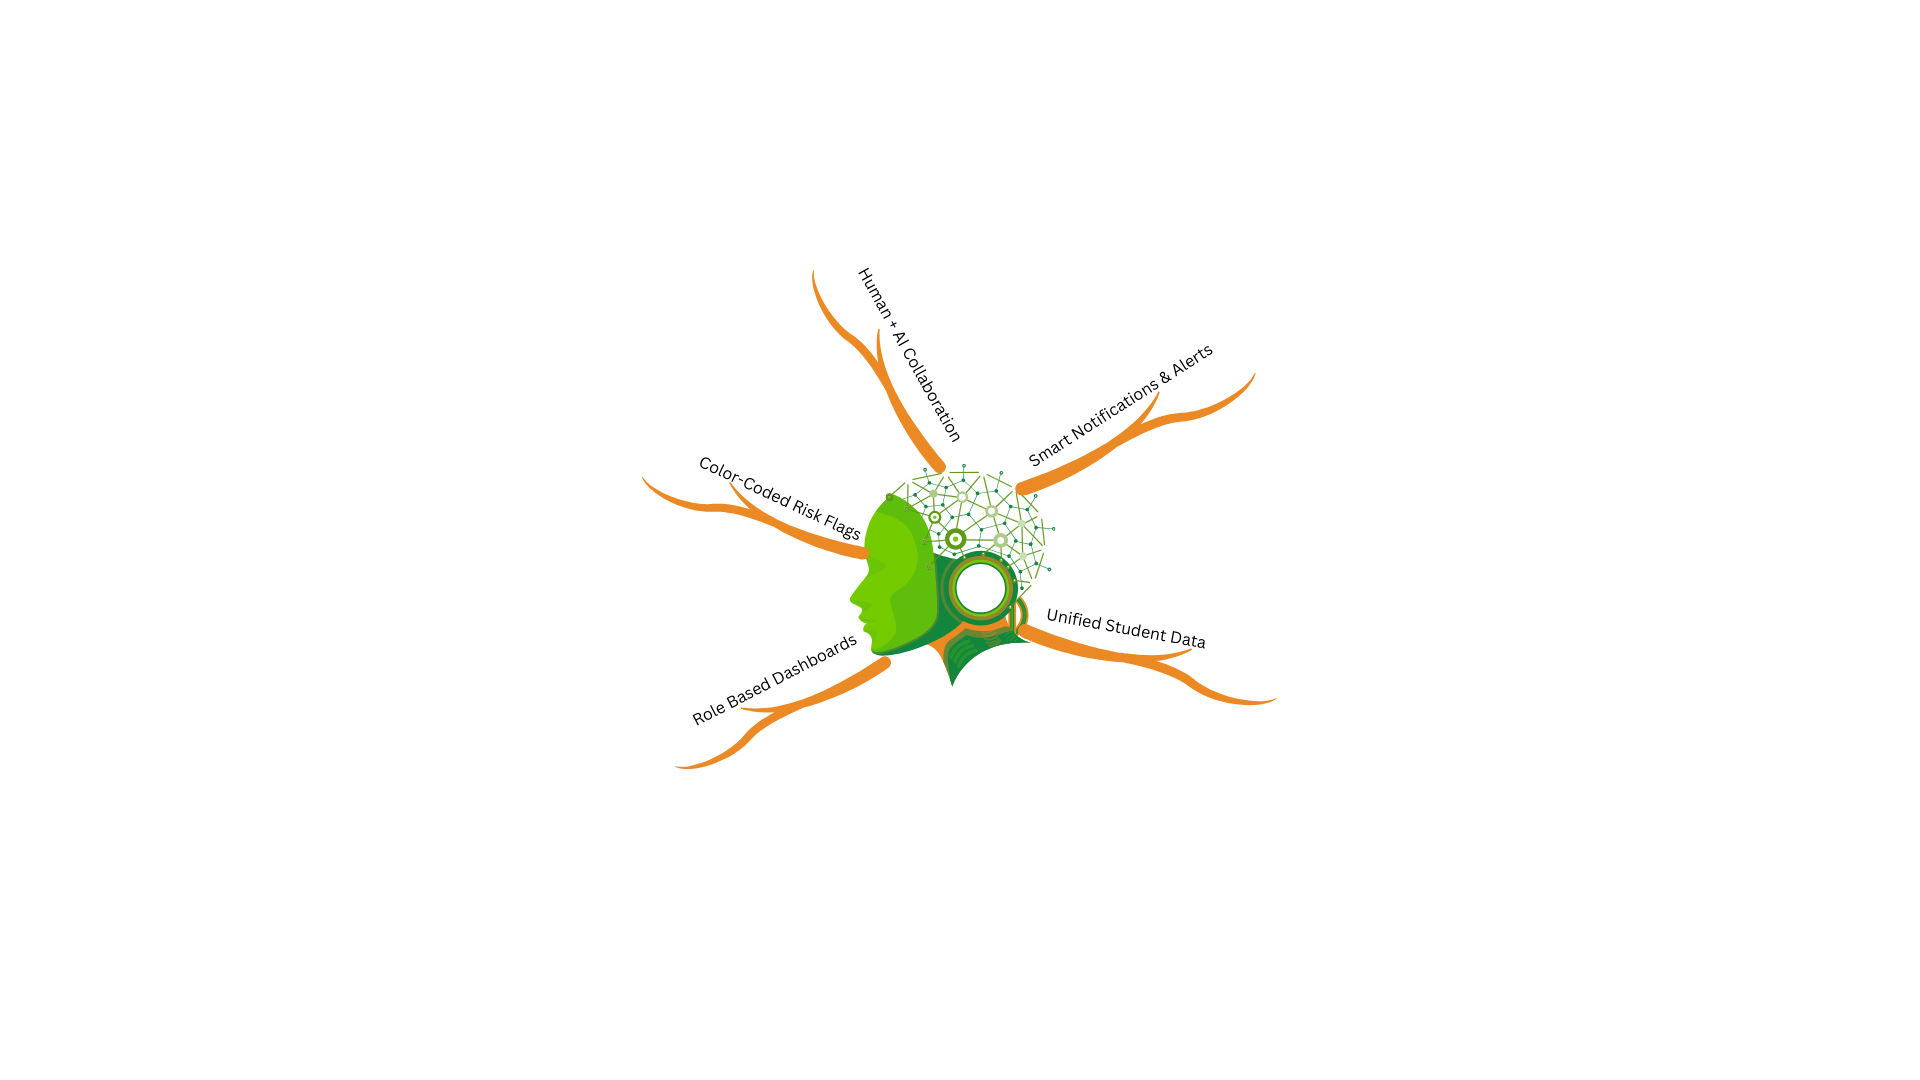 Human + AI Collaboration
Smart Notifications & Alerts
Color-Coded Risk Flags
Unified Student Data
Role Based Dashboards